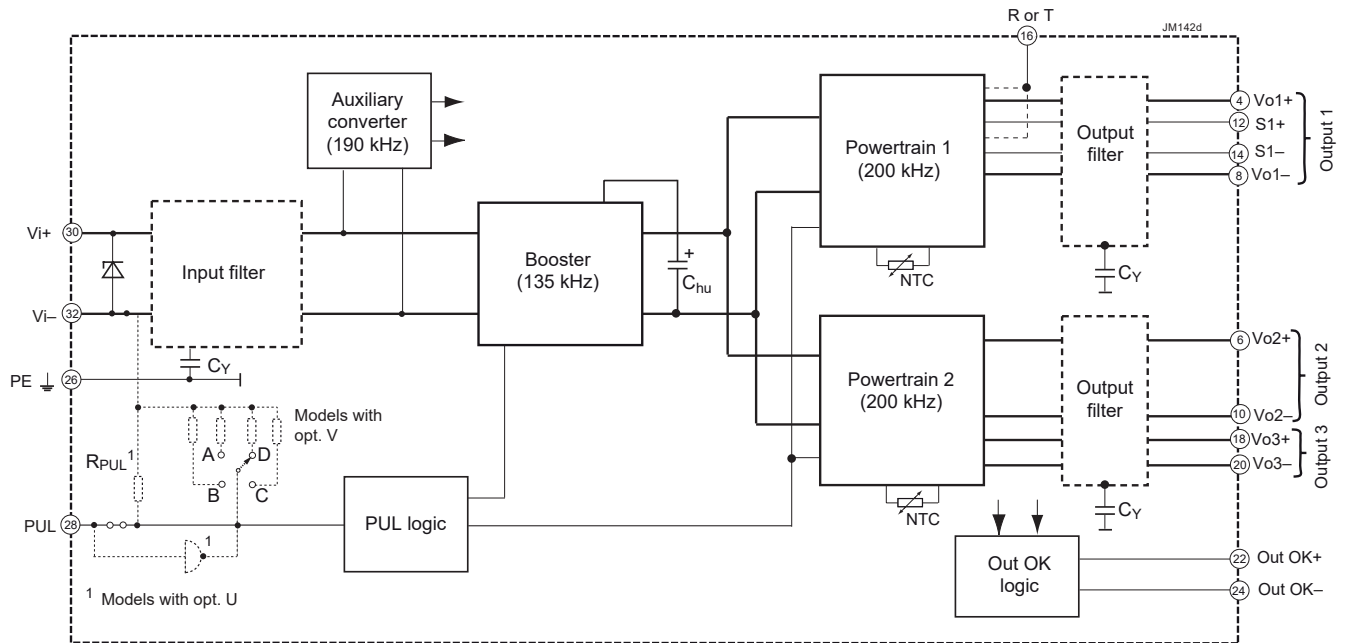 R or T
16
JM142d
Auxiliary
converter
(190 kHz)
Powertrain 1
(200 kHz)
Output
filter
4 Vo1+
12 S1+
14 S1–
8 Vo1–
Output 1
Vi+ 30
Input filter
Booster
(135 kHz)
+
Chu
NTC
CY
Vi– 32
CY
PE 26
Powertrain 2
(200 kHz)
Output
filter
6 Vo2+
10 Vo2–
Output 2
18 Vo3+
20 Vo3–
Output 3
Models with
opt. V
A
D
B
C
RPUL1
PUL 28
PUL logic
NTC
CY
1
Out OK
logic
22 Out OK+
24 Out OK–
1 Models with opt. U